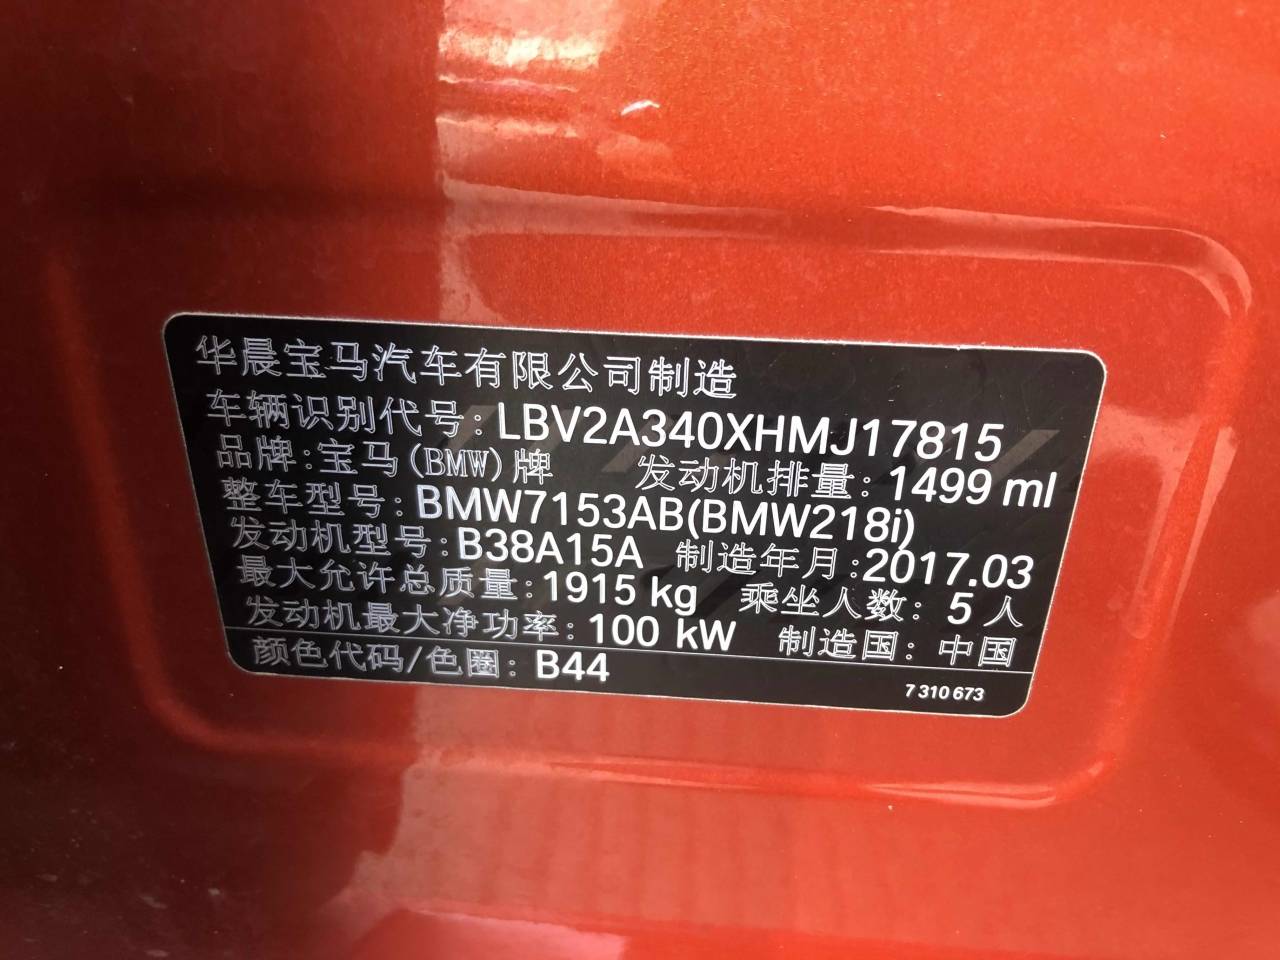 华晨宝马汽车有限公司制造
车辆识别代号: LBV2A340XHMJ17815
品牌: 宝马(BMW)牌 发动机排量: 1499 ml
整车型号: BMW7153AB(BMW218i)
发动机型号: B38A15A 制造年月: 2017.03
最大允许总质量: 1915 kg 乘坐人数: 5 人
发动机最大净功率: 100 kW 制造国: 中国
颜色代码/色圈: B44
7 310 673